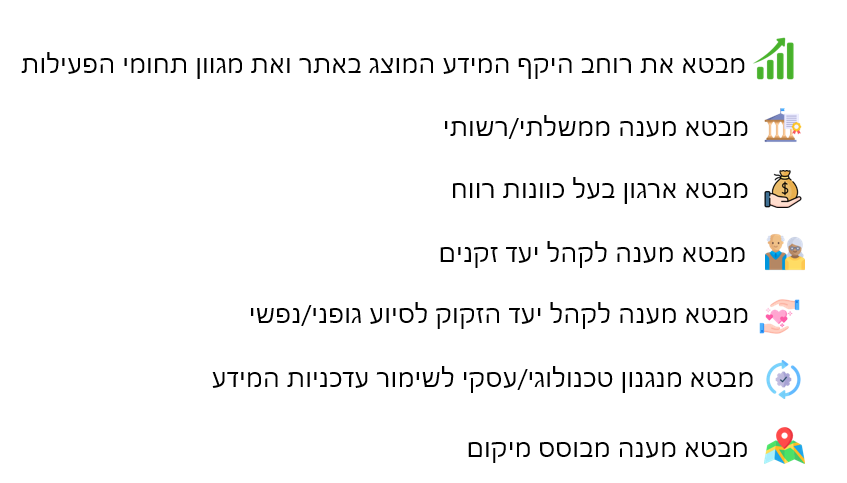 מבטא את רוחב היקף המידע המוצג באתר ואת מגוון תחומי הפעילות
מבטא מענה ממשלתי/רשותי
מבטא ארגון בעל כוונות רווח
מבטא מענה לקהל יעד זקנים
מבטא מענה לקהל יעד הזקוק לסיוע גופני/נפשי
מבטא מנגנון טכנולוגי/עסקי לשימור עדכניות המידע
מבטא מענה מבוסס מיקום